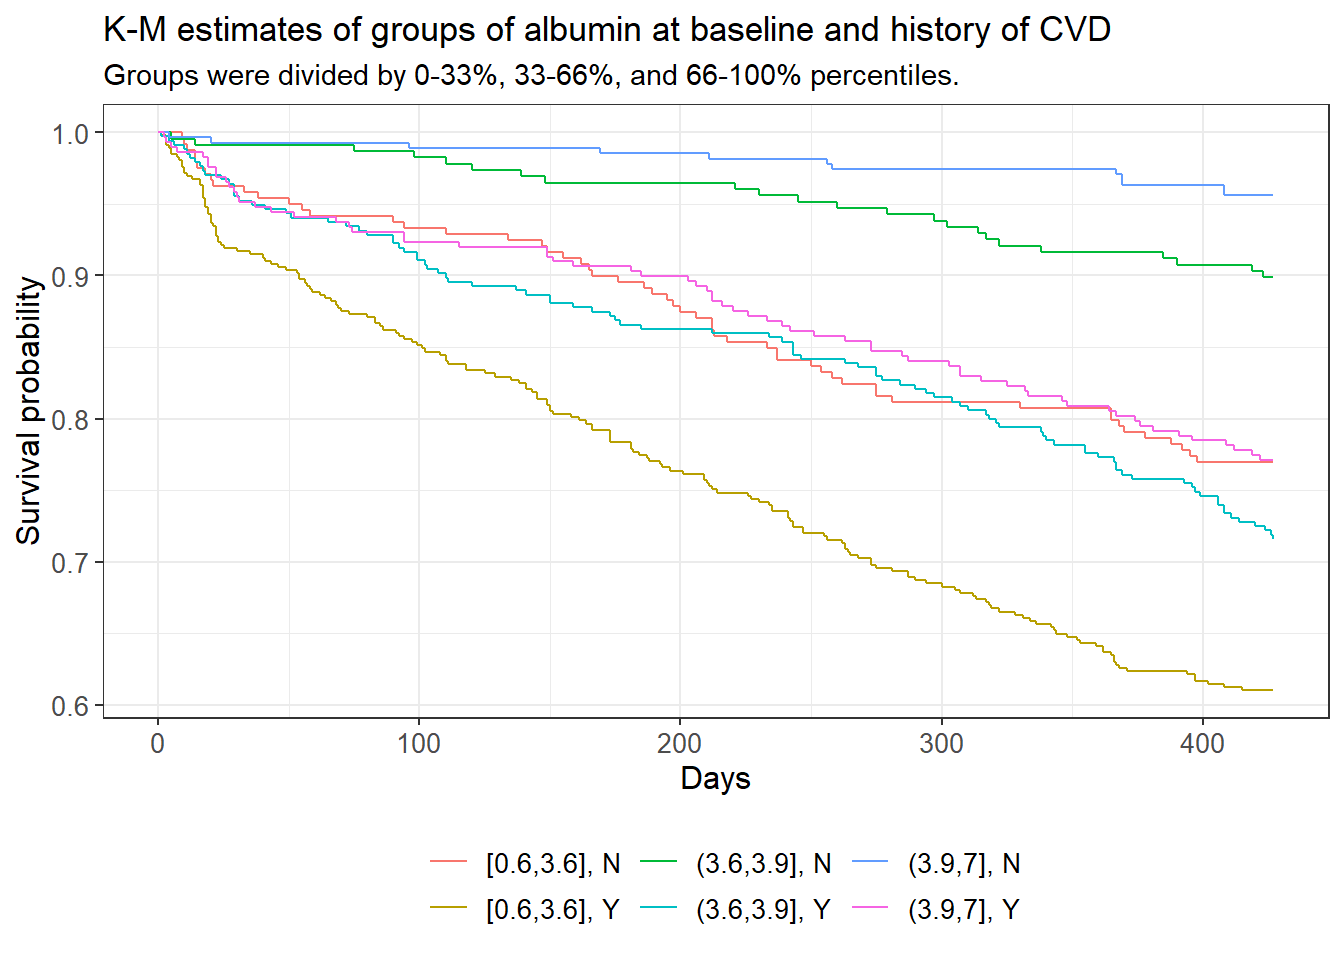 K-M estimates of groups of albumin at baseline and history of CVD
Groups were divided by 0-33%, 33-66%, and 66-100% percentiles.
1.0
0.9
0.8
0.7
0.6
Survival probability
0 100 200 300 400
Days
[0.6,3.6], N (3.6,3.9], N (3.9,7], N
[0.6,3.6], Y (3.6,3.9], Y (3.9,7], Y